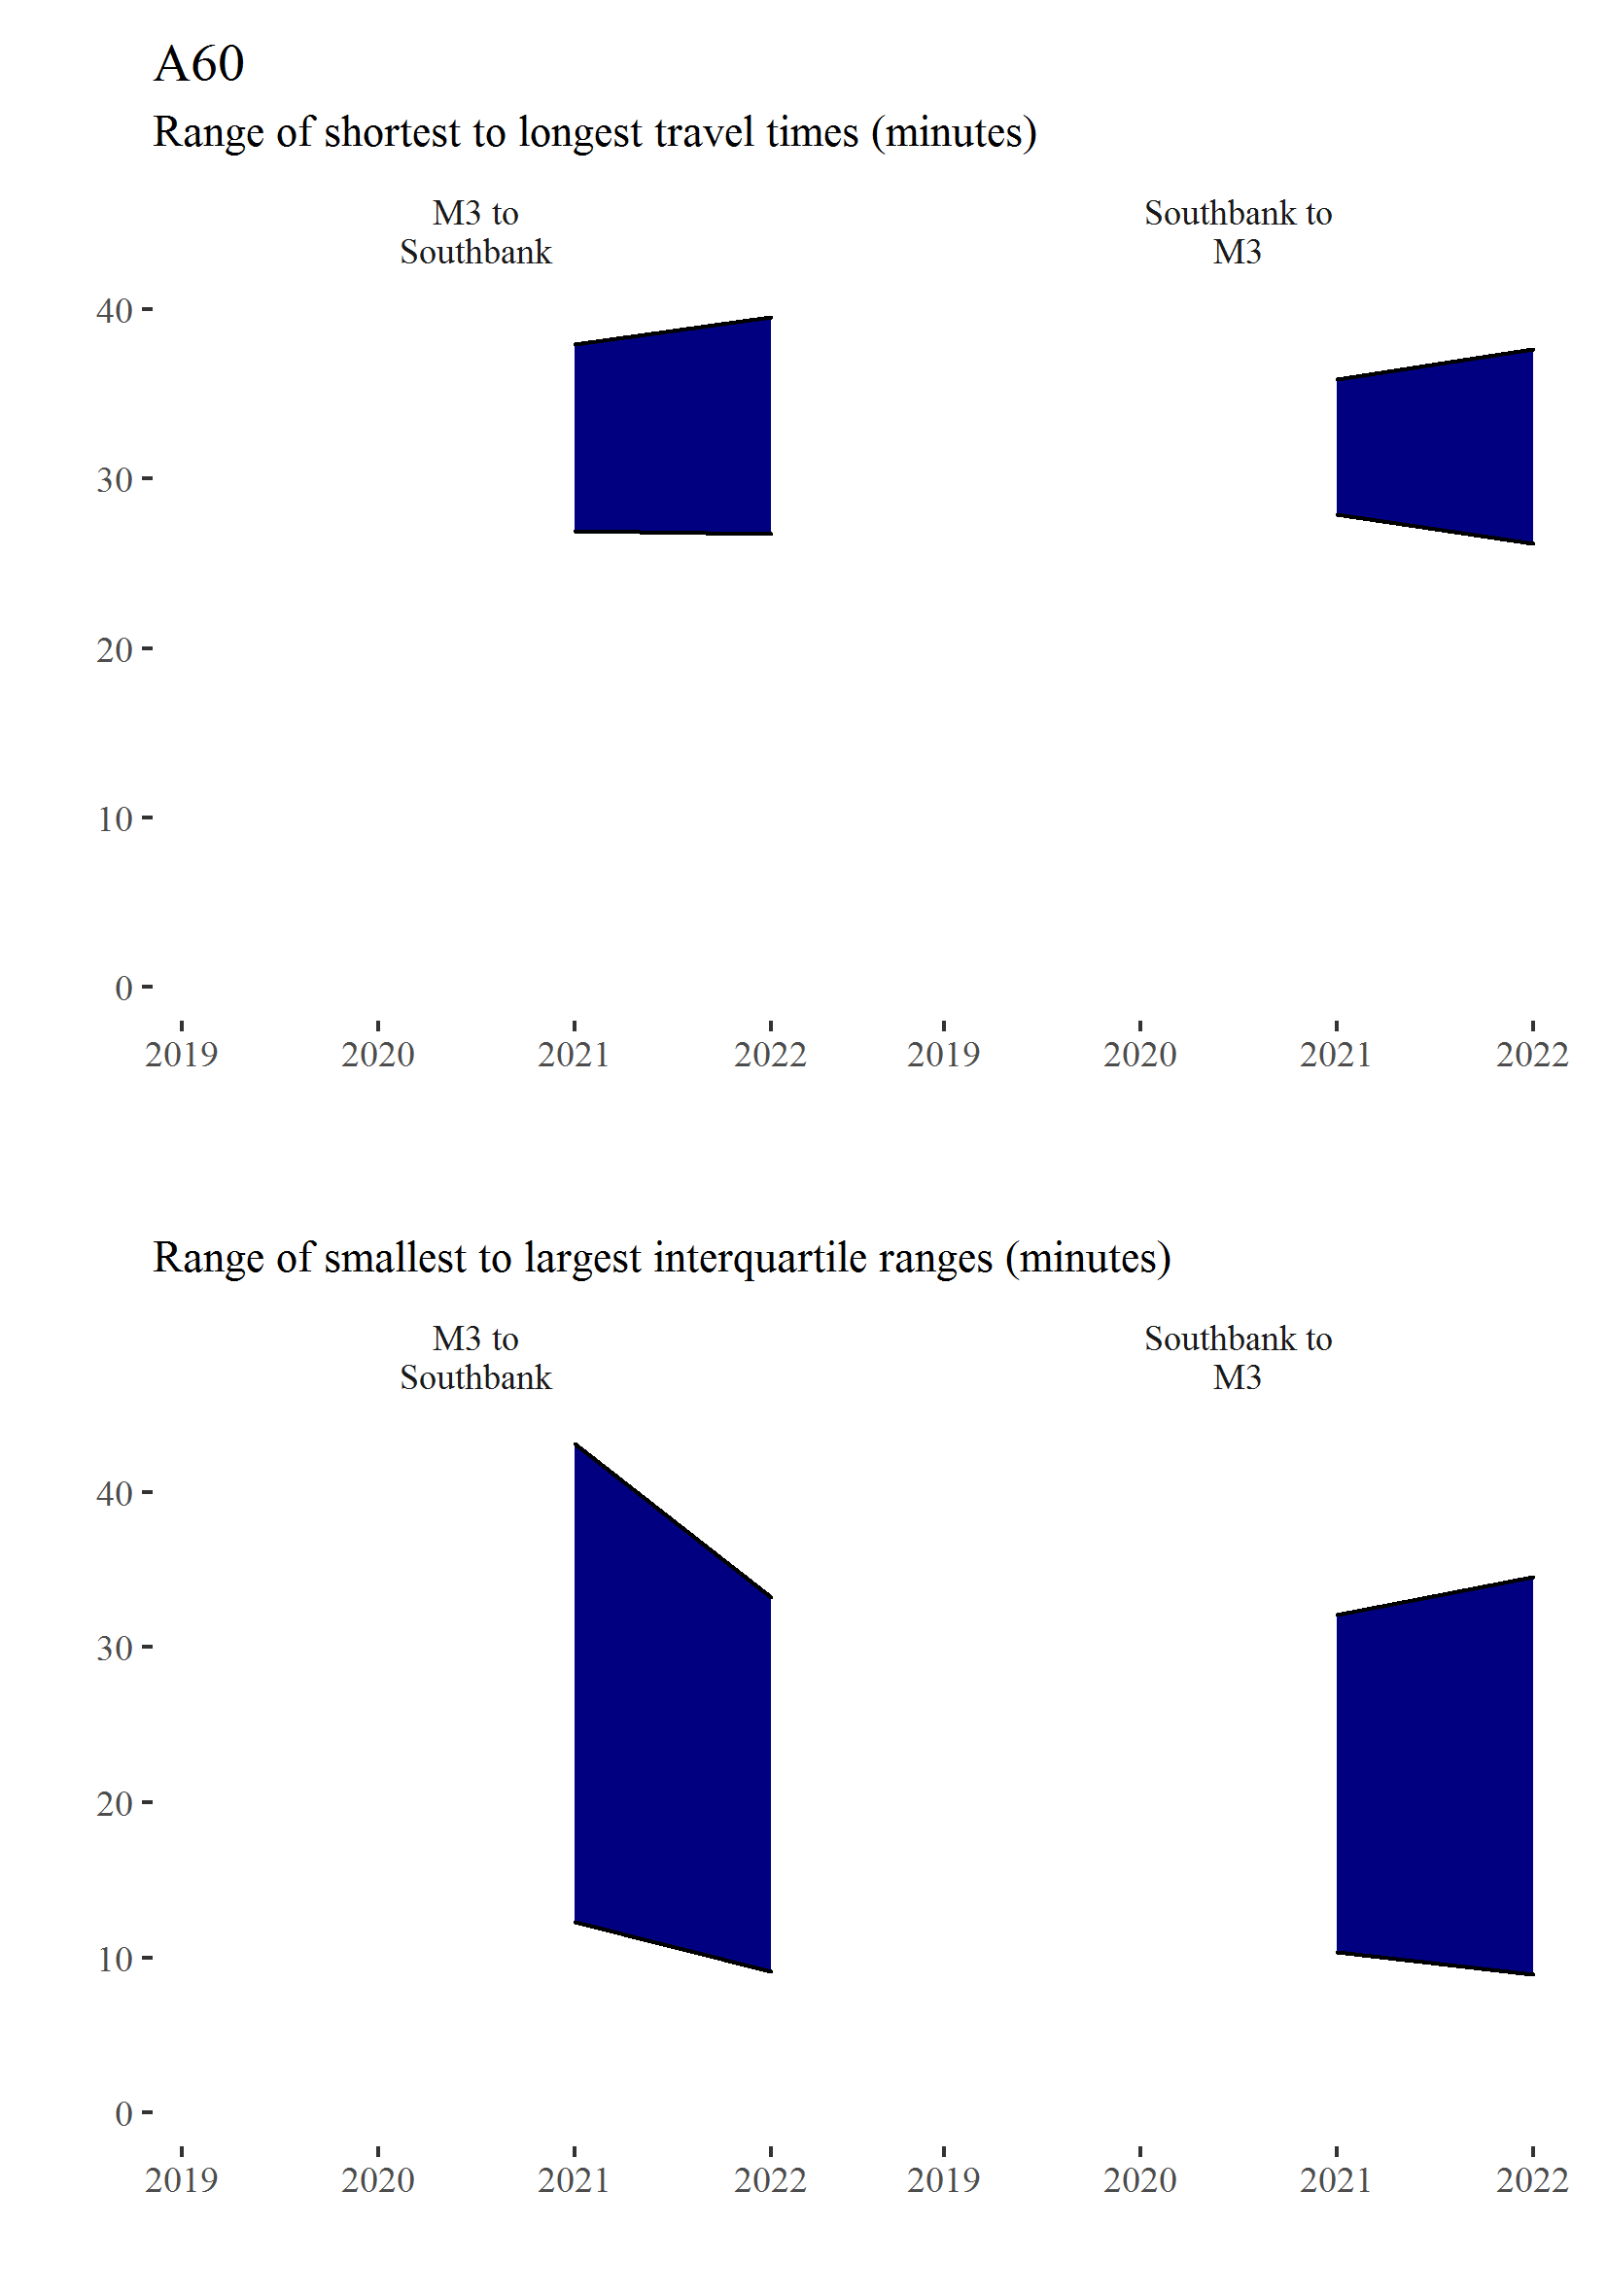 A60
Range of shortest to longest travel times (minutes)
M3 to
Southbank
Southbank to
M3
40
30
20
10
0
2019 2020 2021 2022 2019 2020 2021 2022
Range of smallest to largest interquartile ranges (minutes)
M3 to
Southbank
Southbank to
M3
40
30
20
10
0
2019 2020 2021 2022 2019 2020 2021 2022